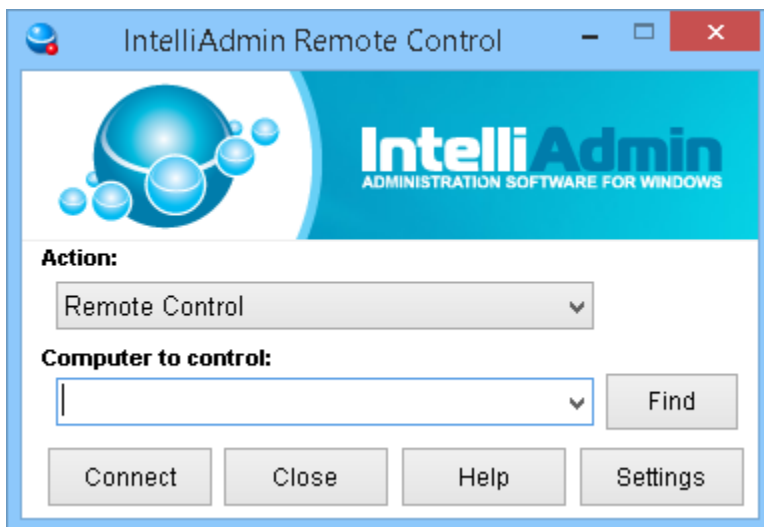 IntelliAdmin Remote Control
IntelliAdmin
ADMINISTRATION SOFTWARE FOR WINDOWS
Action:
Remote Control
Computer to control:
Find
Connect Close Help Settings